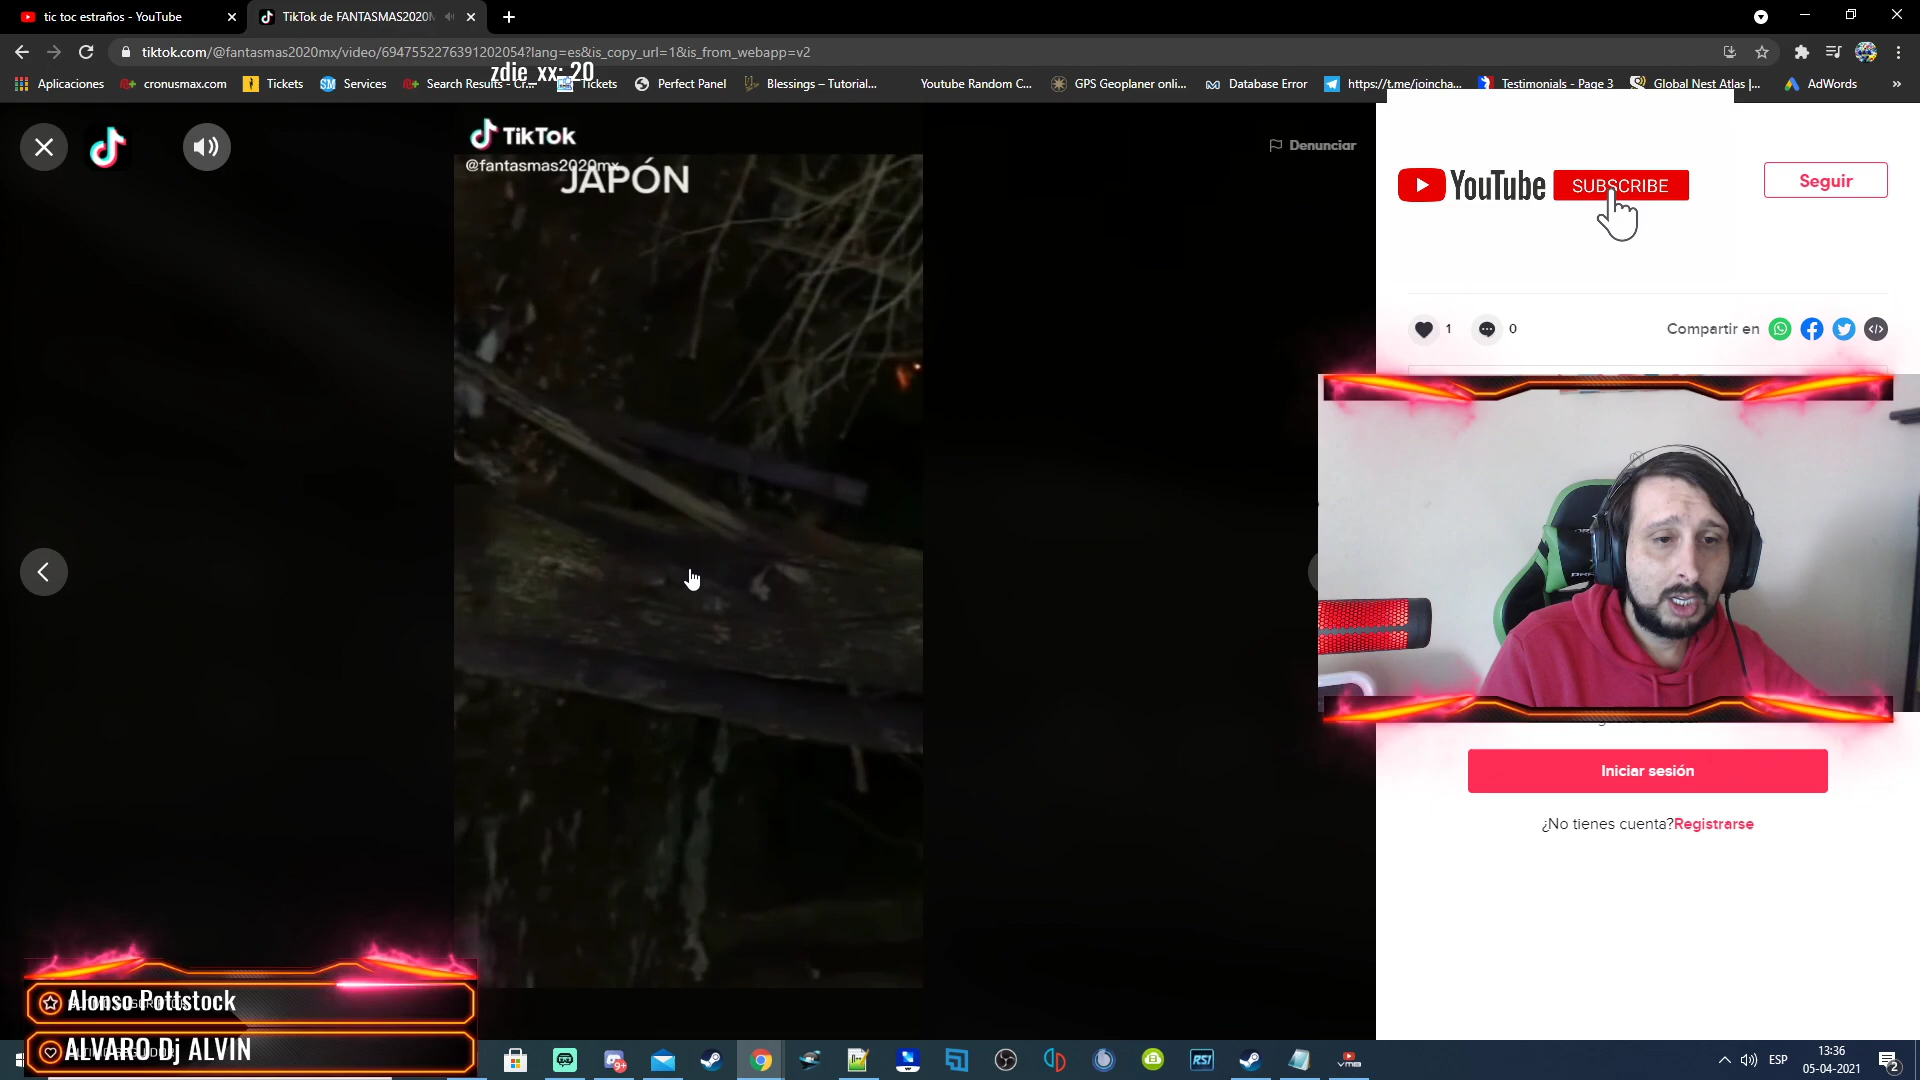 tic toc estraños - YouTube
TikTok de FANTASMAS2020M
tiktok.com/@fantasmas2020mx/video/6947552276391202054?lang=es&is_copy_url=1&is_from_webapp=v2
zdie_xx: 20
Aplicaciones
cronusmax.com
Tickets
Services
Search Results - Cr...
Tickets
Perfect Panel
Blessings – Tutorial...
Youtube Random C...
GPS Geoplaner onli...
Database Error
https://t.me/joincha...
Testimonials - Page 3
Global Nest Atlas |...
AdWords
»
TikTok
@fantasmas2020mx
JAPÓN
Denunciar
YouTube
SUBSCRIBE
Seguir
1
0
Compartir en
Iniciar sesión
¿No tienes cuenta?Registrarse
Alonso Pottstock
ALVARO Dj ALVIN
RSI
ESP
13:36
05-04-2021
2